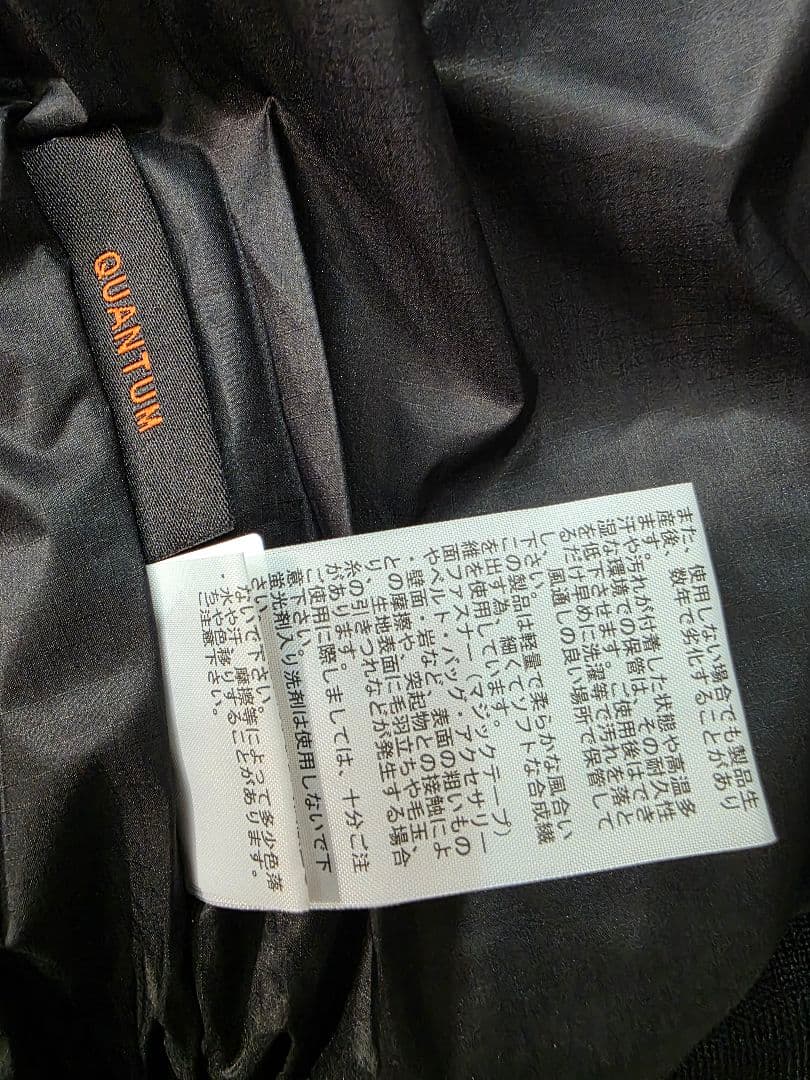 QUANTUM
また、使用しない場合でも製品生
産後、数年で劣化することがあり
ます。
汗や汚れが付着した状態や高温多
湿な環境での保管は、その耐久性
を低下させます。ご使用後はでき
るだけ早めに洗濯等で汚れを落と
し、風通しの良い場所で保管して
下さい。
この製品は軽量で柔らかな風合い
を出す為、細くてソフトな合成繊
維を使用しています。
面ファスナー（マジックテープ）
やベルト・バッグ・アクセサリー
・壁面・岩など、表面の粗いもの
との摩擦や、突起物との接触によ
り、生地表面に毛羽立ちや毛玉、
糸の引きつれなどが発生する場合
があります。
ご使用に際しましては、十分ご注
意下さい。
蛍光剤入り洗剤は使用しないで下
さい。
ないで下さい。
・水や汗、摩擦等によって多少色落
ちや色移りすることがあります。
ご注意下さい。